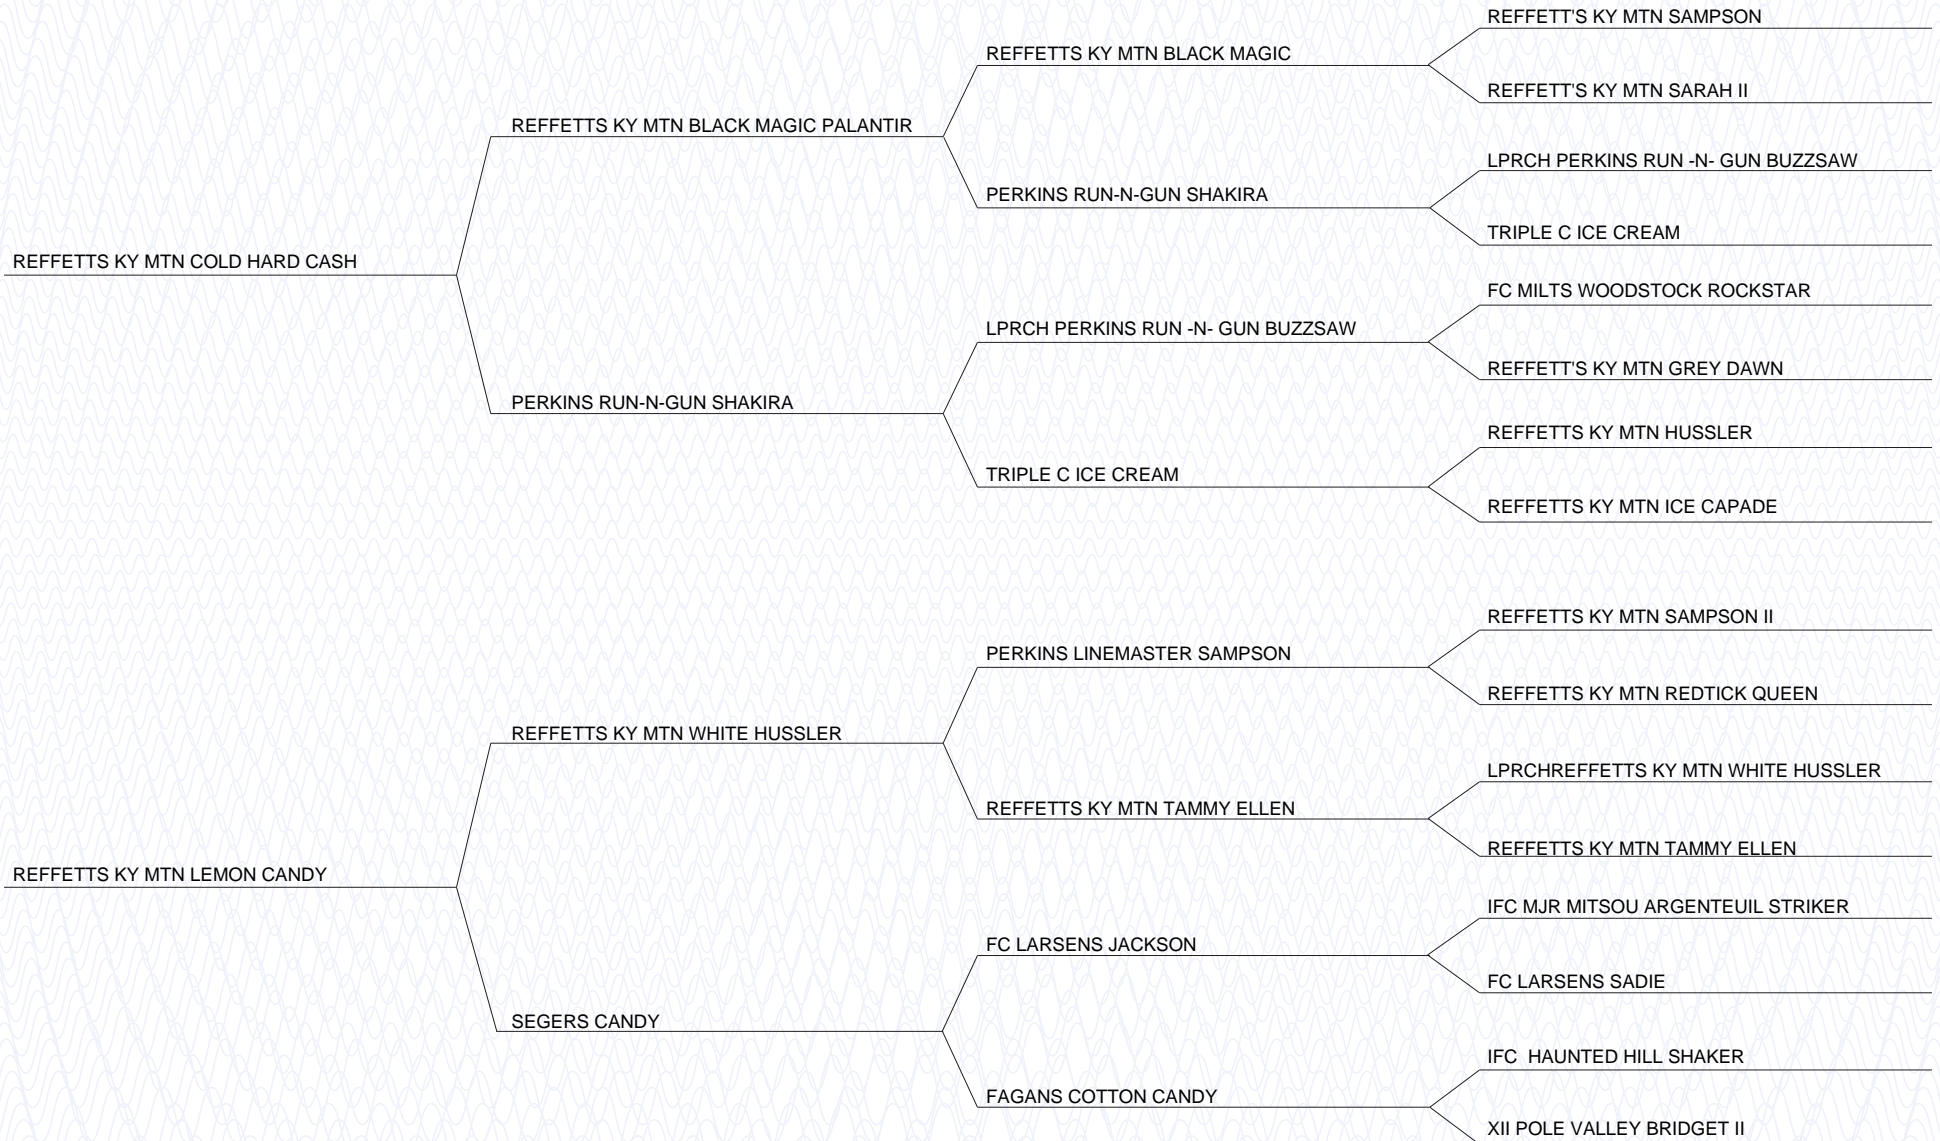 REFFETT'S KY MTN SAMPSON
REFFETTS KY MTN BLACK MAGIC
REFFETT'S KY MTN SARAH II
REFFETTS KY MTN BLACK MAGIC PALANTIR
LPRCH PERKINS RUN -N- GUN BUZZSAW
PERKINS RUN-N-GUN SHAKIRA
TRIPLE C ICE CREAM
REFFETTS KY MTN COLD HARD CASH
FC MILTS WOODSTOCK ROCKSTAR
LPRCH PERKINS RUN -N- GUN BUZZSAW
REFFETT'S KY MTN GREY DAWN
PERKINS RUN-N-GUN SHAKIRA
REFFETTS KY MTN HUSSLER
TRIPLE C ICE CREAM
REFFETTS KY MTN ICE CAPADE
REFFETTS KY MTN SAMPSON II
PERKINS LINEMASTER SAMPSON
REFFETTS KY MTN REDTICK QUEEN
REFFETTS KY MTN WHITE HUSSLER
LPRCHREFFETTS KY MTN WHITE HUSSLER
REFFETTS KY MTN TAMMY ELLEN
REFFETTS KY MTN TAMMY ELLEN
REFFETTS KY MTN LEMON CANDY
IFC MJR MITSOU ARGENTEUIL STRIKER
FC LARSENS JACKSON
FC LARSENS SADIE
SEGERS CANDY
IFC  HAUNTED HILL SHAKER
FAGANS COTTON CANDY
XII POLE VALLEY BRIDGET II